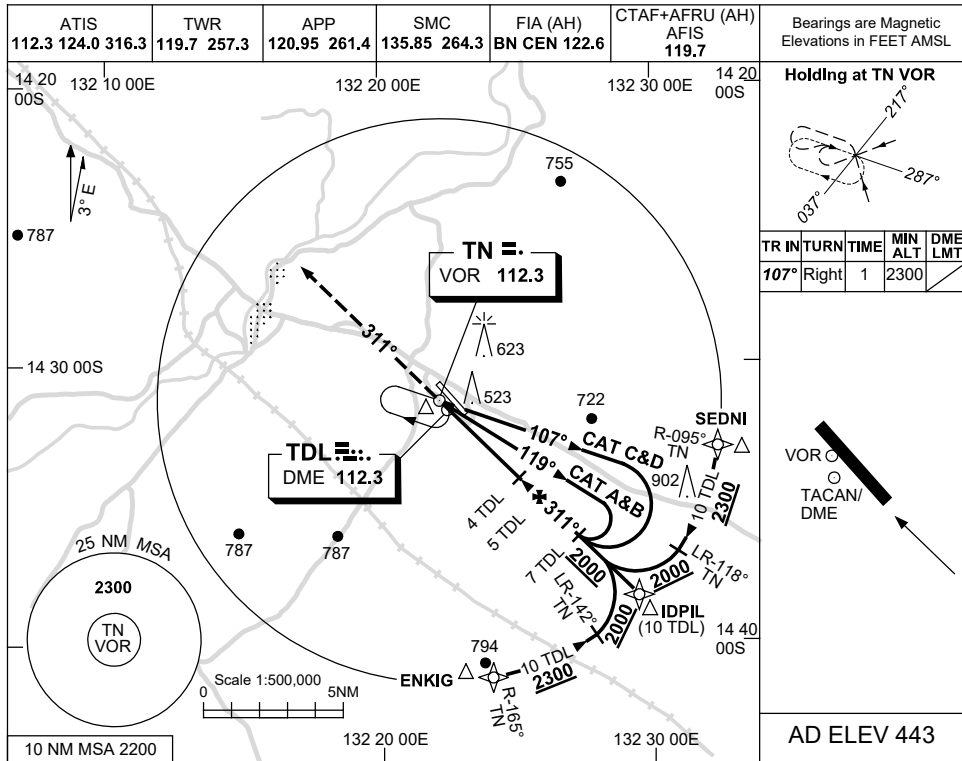 ATIS
112.3 124.0 316.3
TWR
119.7 257.3
APP
120.95 261.4
SMC
135.85 264.3
FIA (AH)
BN CEN 122.6
CTAF+AFRU (AH)
AFIS
119.7
Bearings are Magnetic
Elevations in FEET AMSL
14 20
00S
132 10 00E
132 20 00E
132 30 00E
14 20
00S
3° E
787
755
TN
VOR 112.3
311°
623
523
14 30 00S
722
SEDNI
R-095°
TN
107°
CAT C&D
119°
CAT A&B
902
10 TDL
2300
TDL
DME 112.3
4 TDL
5 TDL
311°
7 TDL
2000
LR-118°
TN
2000
LR-142°
TN
2000
IDPIL
(10 TDL)
787
787
25 NM MSA
2300
TN
VOR
14 40
00S
794
10 TDL
2300
ENKIG
R-165°
TN
Scale 1:500,000
0
5NM
10 NM MSA 2200
132 20 00E
132 30 00E
Holding at TN VOR
217°
287°
037°
TR IN
TURN
TIME
MIN
ALT
DME
LMT
107°
Right
1
2300
VOR
TACAN/
DME
AD ELEV 443